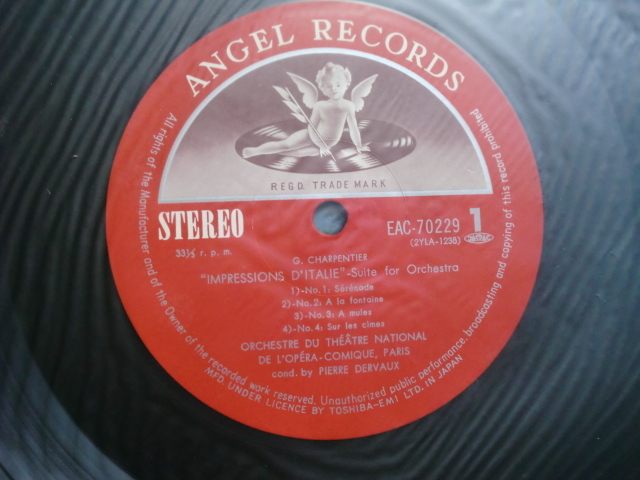 ANGEL RECORDS
REGD. TRADE MARK
STEREO
EAC-70229 1
33⅓ r. p. m.
(2YLA-1238)
G. CHARPENTIER
"IMPRESSIONS D'ITALIE"-Suite for Orchestra
1)-No.1: Sérénade
2)-No.2: A la fontaine
3)-No.3: A mules
4)-No.4: Sur les cimes
ORCHESTRE DU THÉÂTRE NATIONAL
DE L'OPÉRA-COMIQUE, PARIS
cond. by PIERRE DERVAUX
All rights of the Manufacturer and of the Owner of the recorded work reserved. Unauthorized public performance, broadcasting and copying of this record prohibited
MFD. UNDER LICENCE BY TOSHIBA-EMI LTD. IN JAPAN